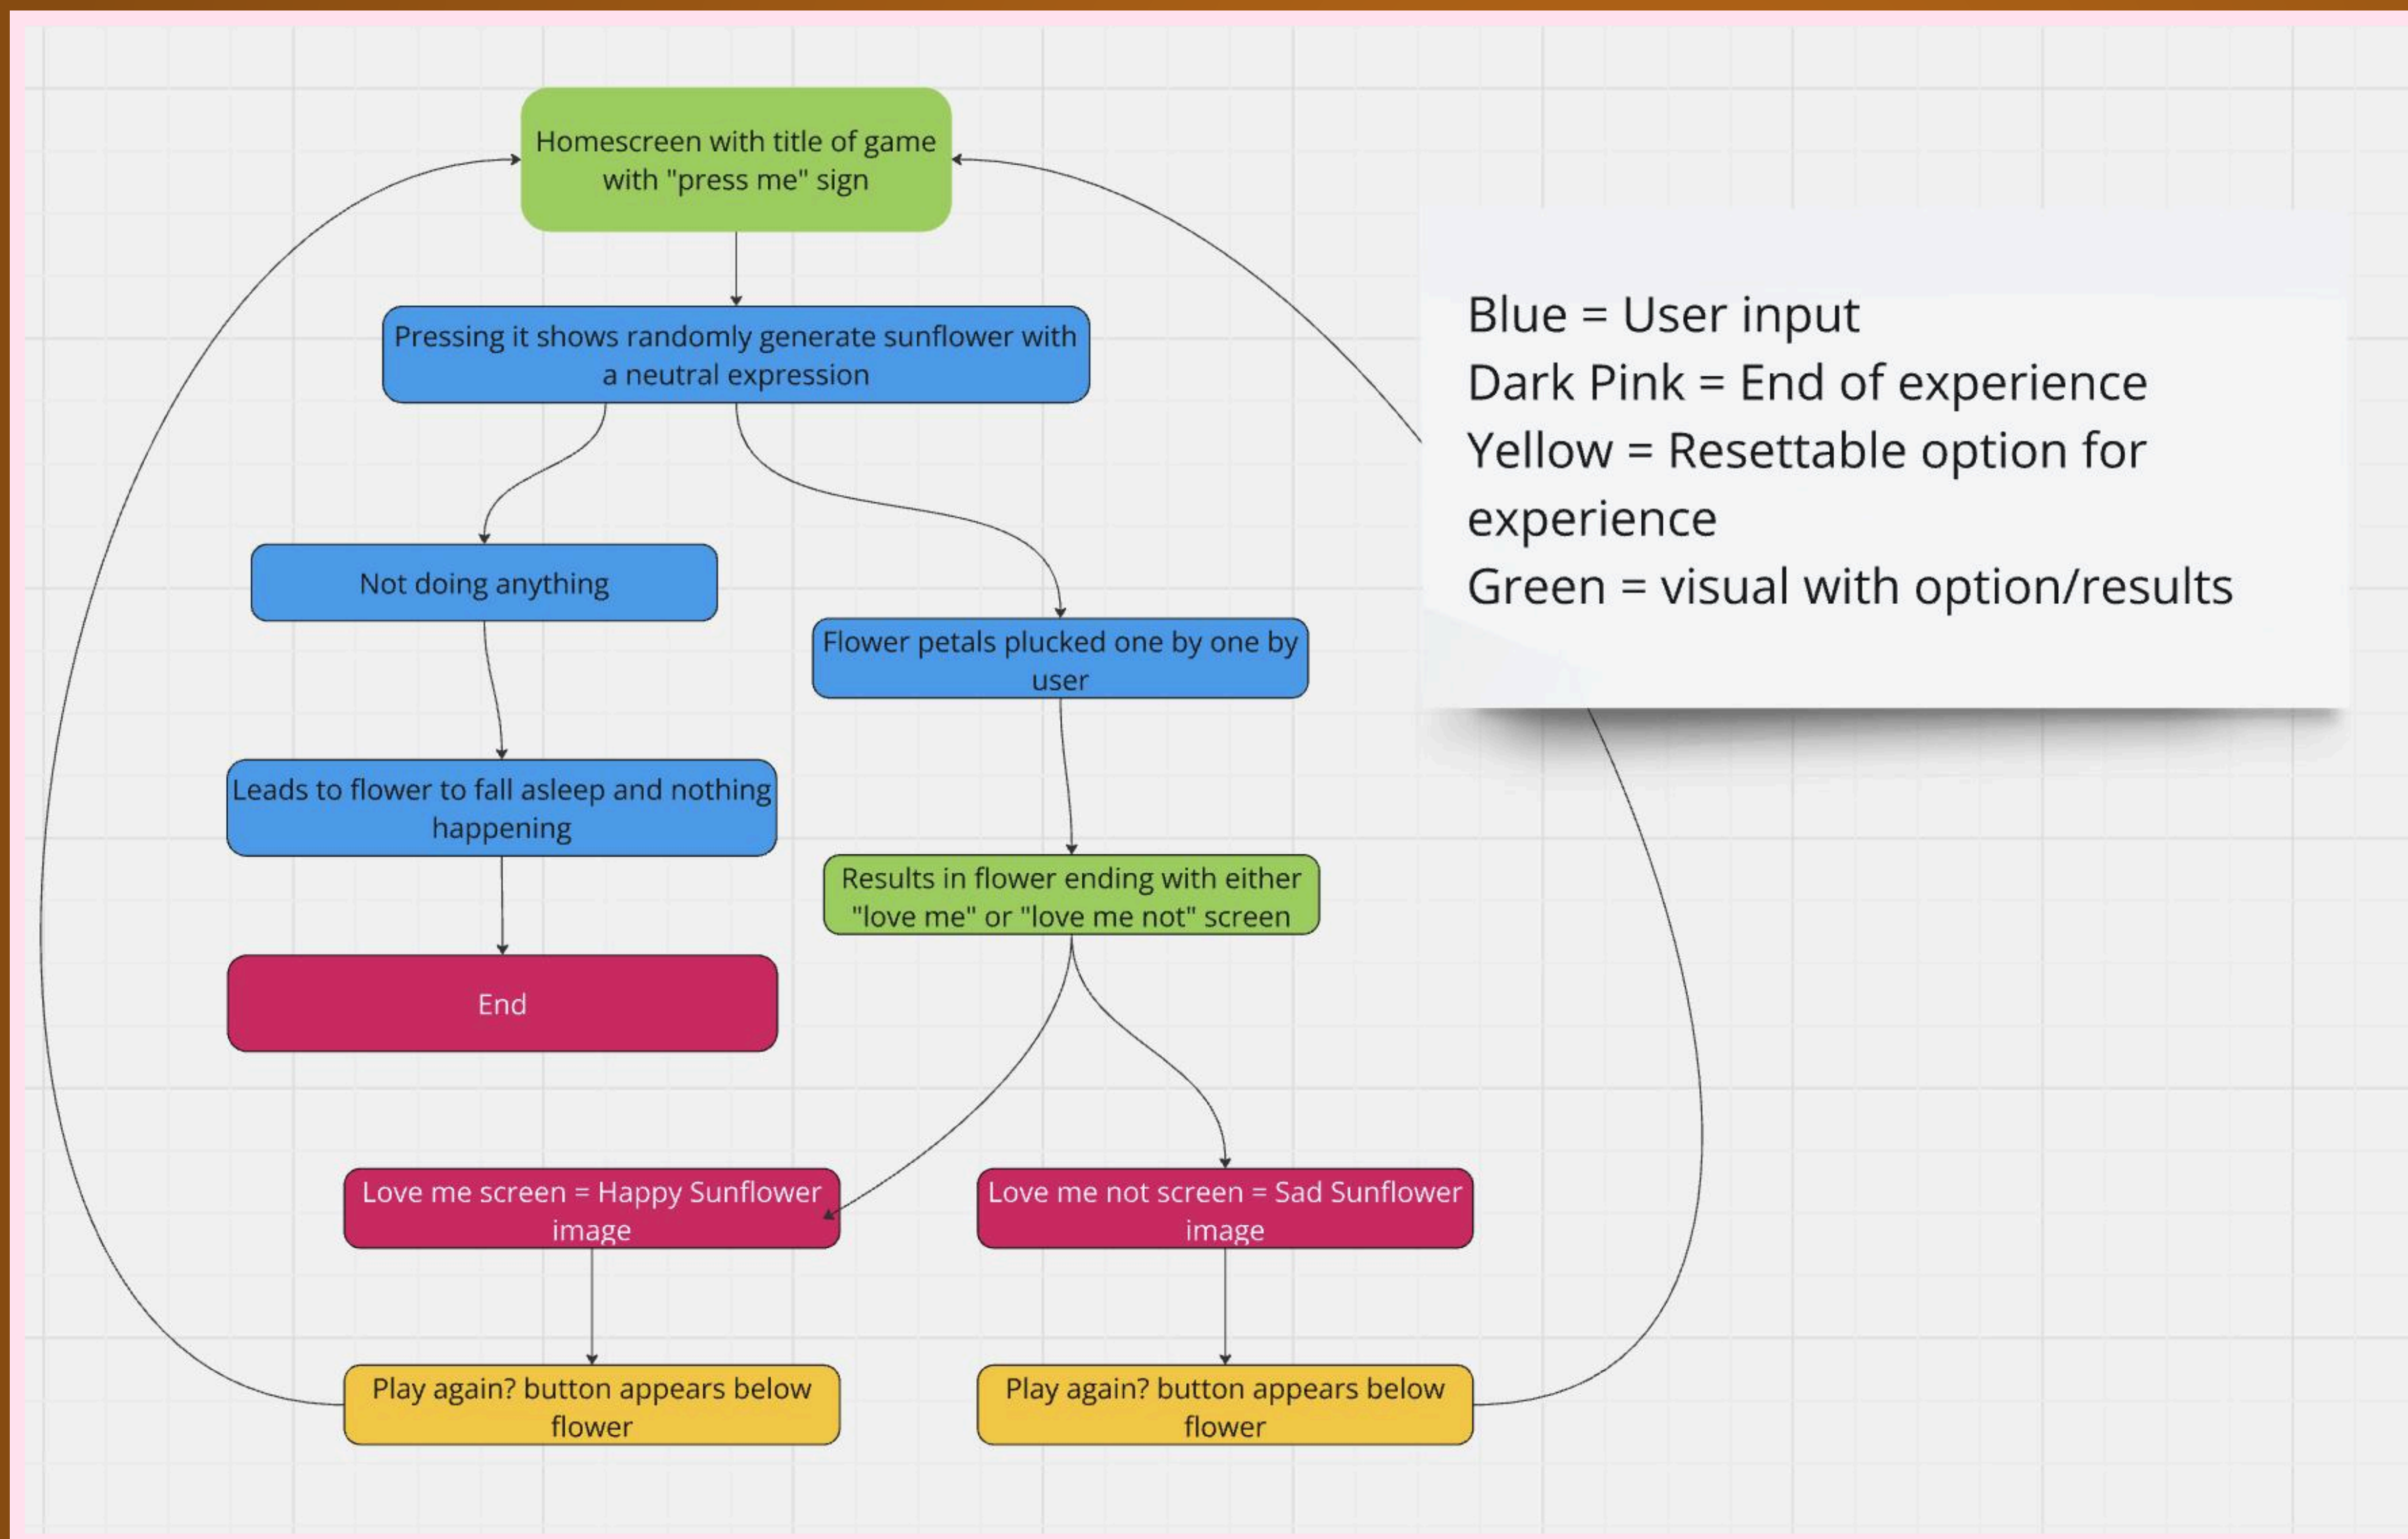 Homescreen with title of game
with "press me" sign
Pressing it shows randomly generate sunflower with
a neutral expression
Blue = User input
Dark Pink = End of experience
Yellow = Resettable option for
experience
Green = visual with option/results
Not doing anything
Flower petals plucked one by one by
user
Leads to flower to fall asleep and nothing
happening
Results in flower ending with either
"love me" or "love me not" screen
End
Love me screen = Happy Sunflower
image
Love me not screen = Sad Sunflower
image
Play again? button appears below
flower
Play again? button appears below
flower